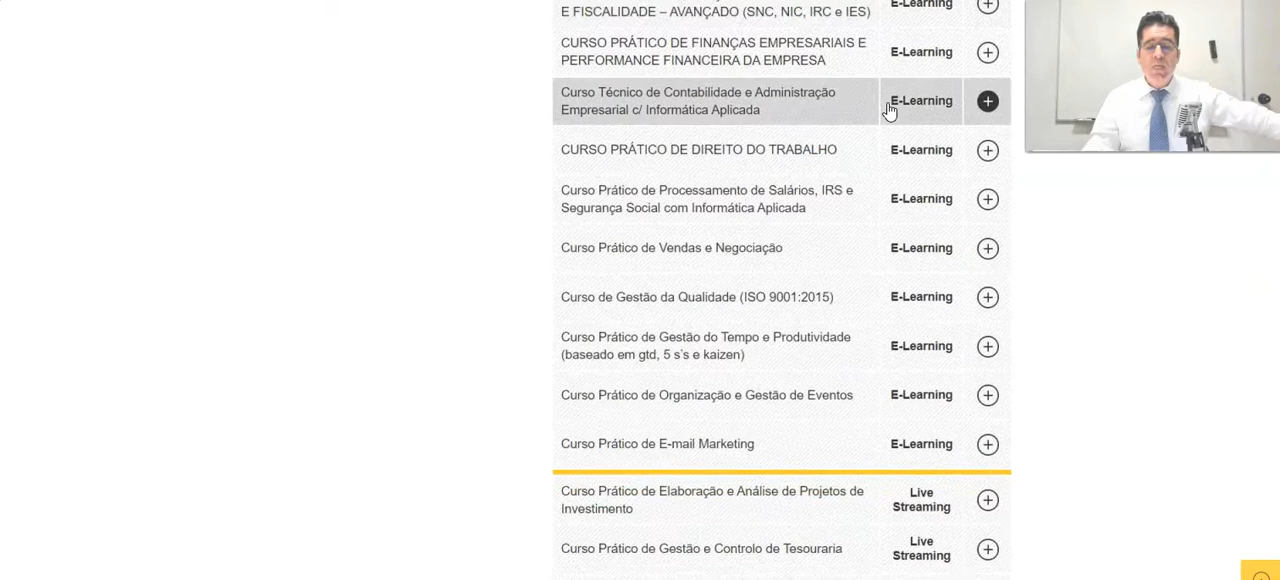 E FISCALIDADE – AVANÇADO (SNC, NIC, IRC e IES)
E-Learning
CURSO PRÁTICO DE FINANÇAS EMPRESARIAIS E
PERFORMANCE FINANCEIRA DA EMPRESA
E-Learning
Curso Técnico de Contabilidade e Administração
Empresarial c/ Informática Aplicada
E-Learning
CURSO PRÁTICO DE DIREITO DO TRABALHO
E-Learning
Curso Prático de Processamento de Salários, IRS e
Segurança Social com Informática Aplicada
E-Learning
Curso Prático de Vendas e Negociação
E-Learning
Curso de Gestão da Qualidade (ISO 9001:2015)
E-Learning
Curso Prático de Gestão do Tempo e Produtividade
(baseado em gtd, 5 s's e kaizen)
E-Learning
Curso Prático de Organização e Gestão de Eventos
E-Learning
Curso Prático de E-mail Marketing
E-Learning
Curso Prático de Elaboração e Análise de Projetos de
Investimento
Live
Streaming
Curso Prático de Gestão e Controlo de Tesouraria
Live
Streaming